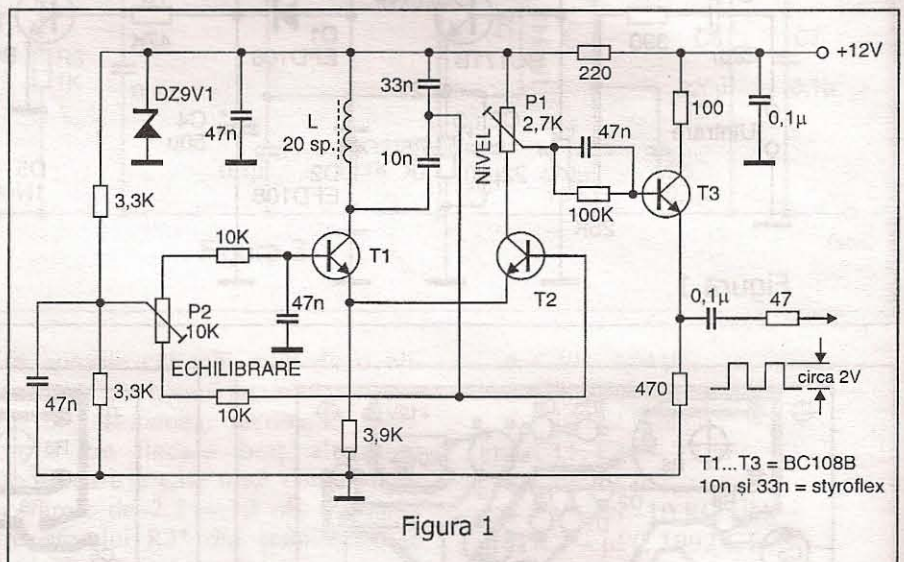 +12V
220
DZ9V1
47n
L
20 sp.
33n
10n
P1
2,7K
NIVEL
47n
100K
100
0,1µ
T3
3,3K
10K
T1
T2
47n
P2
10K
ECHILIBRARE
10K
47n
3,3K
3,9K
0,1µ
47
470
circa 2V
T1...T3 = BC108B
10n și 33n = styroflex
Figura 1